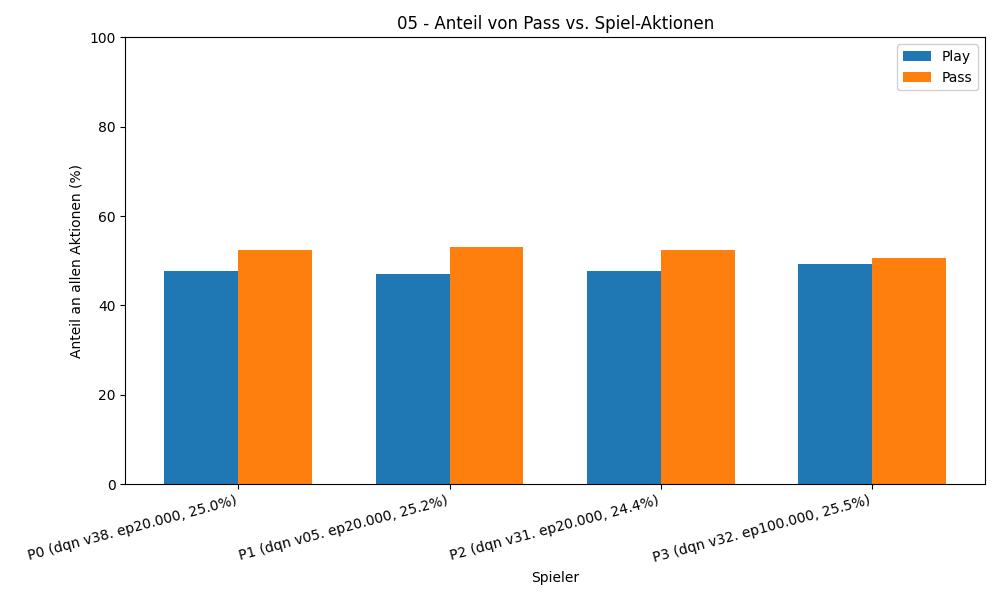 05 - Anteil von Pass vs. Spiel-Aktionen
Play
Pass
Anteil an allen Aktionen (%)
100
80
60
40
20
0
P0 (dqn v38. ep20.000, 25.0%)
P1 (dqn v05. ep20.000, 25.2%)
P2 (dqn v31. ep20.000, 24.4%)
P3 (dqn v32. ep100.000, 25.5%)
Spieler